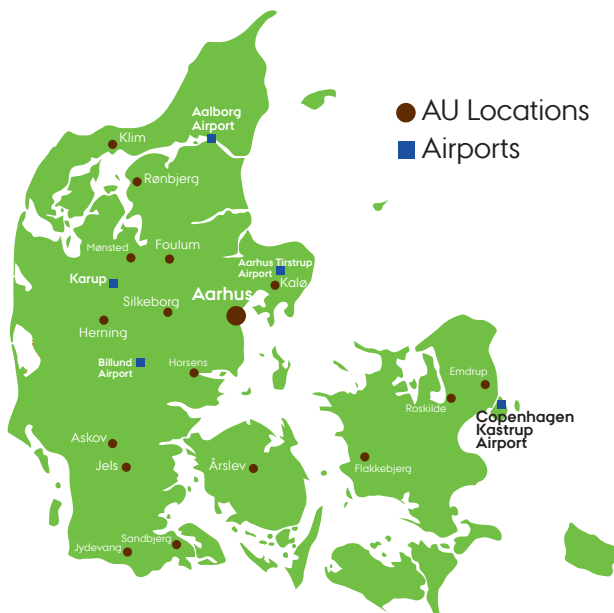 Aalborg
Airport
AU Locations
Klim
Airports
Rønbjerg
Mønsted
Foulum
Aarhus Tirstrup
Airport
Karup
Kalø
Aarhus
Silkeborg
Herning
Billund
Airport
Horsens
Emdrup
Roskilde
Copenhagen
Kastrup
Airport
Askov
Jels
Årslev
Flakkebjerg
Sandbjerg
Jydevang